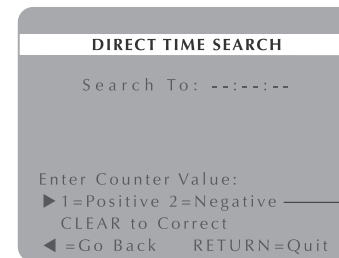 DIRECT TIME SEARCH
Search To: --:--:--
Enter Counter Value:
▶ 1=Positive 2=Negative
CLEAR to Correct
◀ =Go Back RETURN=Quit